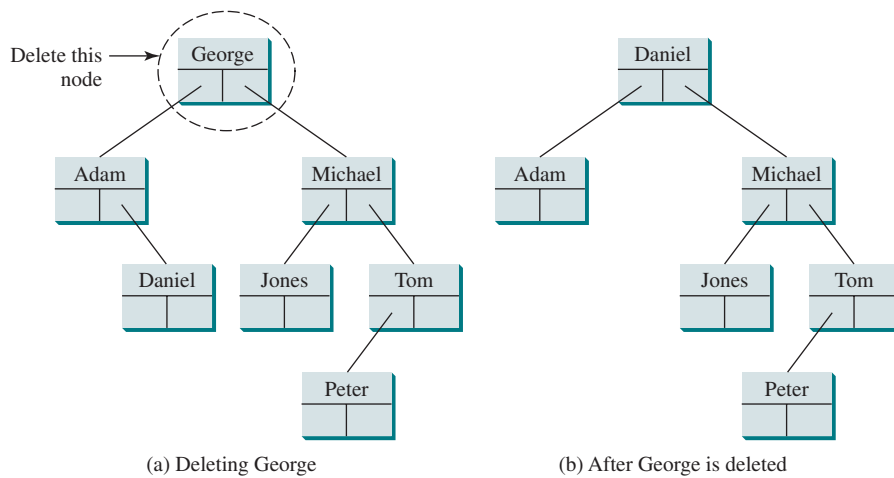 Delete this
node
George
Adam
Michael
Daniel
Jones
Tom
Peter
(a) Deleting George
Daniel
Adam
Michael
Jones
Tom
Peter
(b) After George is deleted